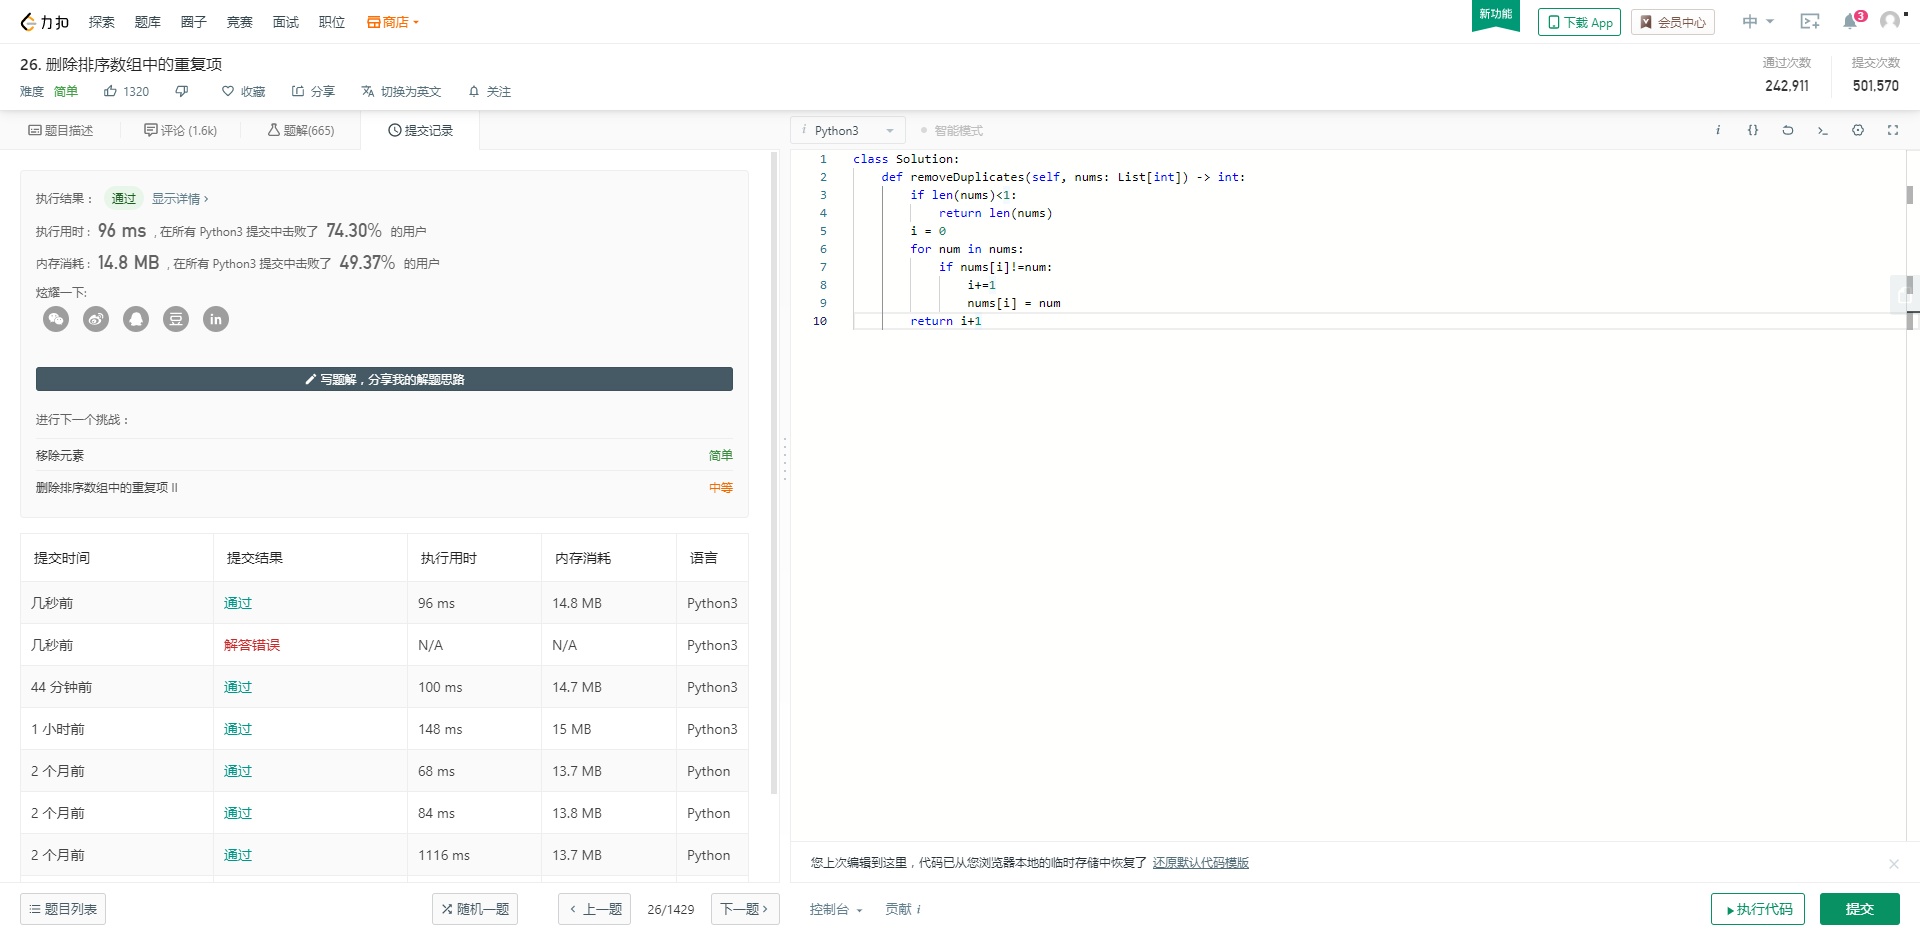 力扣 探索 题库 圈子 竞赛 面试 职位 商店 新功能 下载 App 会员中心 中 3
26. 删除排序数组中的重复项
难度 简单 1320 收藏 分享 切换为英文 关注
通过次数 提交次数
242,911 501,570
题目描述 评论 (1.6k) 题解(665) 提交记录
执行结果： 通过 显示详情 ›
执行用时 : 96 ms , 在所有 Python3 提交中击败了 74.30% 的用户
内存消耗 : 14.8 MB , 在所有 Python3 提交中击败了 49.37% 的用户
炫耀一下:
豆 in
写题解，分享我的解题思路
进行下一个挑战：
移除元素 简单
删除排序数组中的重复项 II 中等
提交时间 提交结果 执行用时 内存消耗 语言
几秒前 通过 96 ms 14.8 MB Python3
几秒前 解答错误 N/A N/A Python3
44 分钟前 通过 100 ms 14.7 MB Python3
1 小时前 通过 148 ms 15 MB Python3
2 个月前 通过 68 ms 13.7 MB Python
2 个月前 通过 84 ms 13.8 MB Python
2 个月前 通过 1116 ms 13.7 MB Python
i Python3 智能模式 i {} >_
1 class Solution:
2     def removeDuplicates(self, nums: List[int]) -> int:
3         if len(nums)<1:
4             return len(nums)
5         i = 0
6         for num in nums:
7             if nums[i]!=num:
8                 i+=1
9                 nums[i] = num
10         return i+1
您上次编辑到这里，代码已从您浏览器本地的临时存储中恢复了 还原默认代码模版
题目列表 随机一题 ‹ 上一题 26/1429 下一题 › 控制台 贡献 i 执行代码 提交